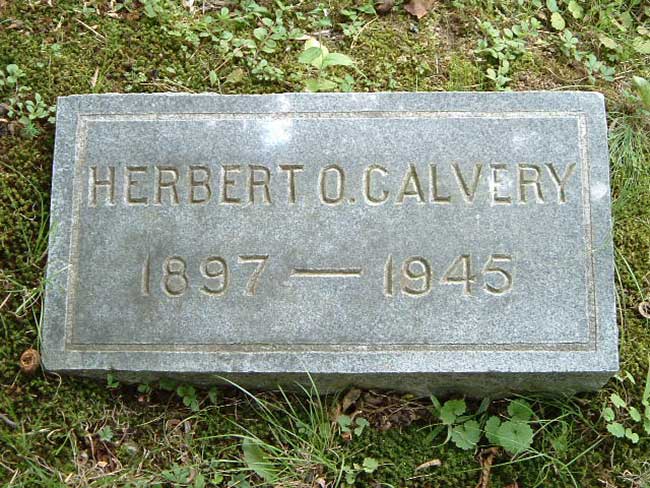 HERBERT O. CALVERY
1897 — 1945